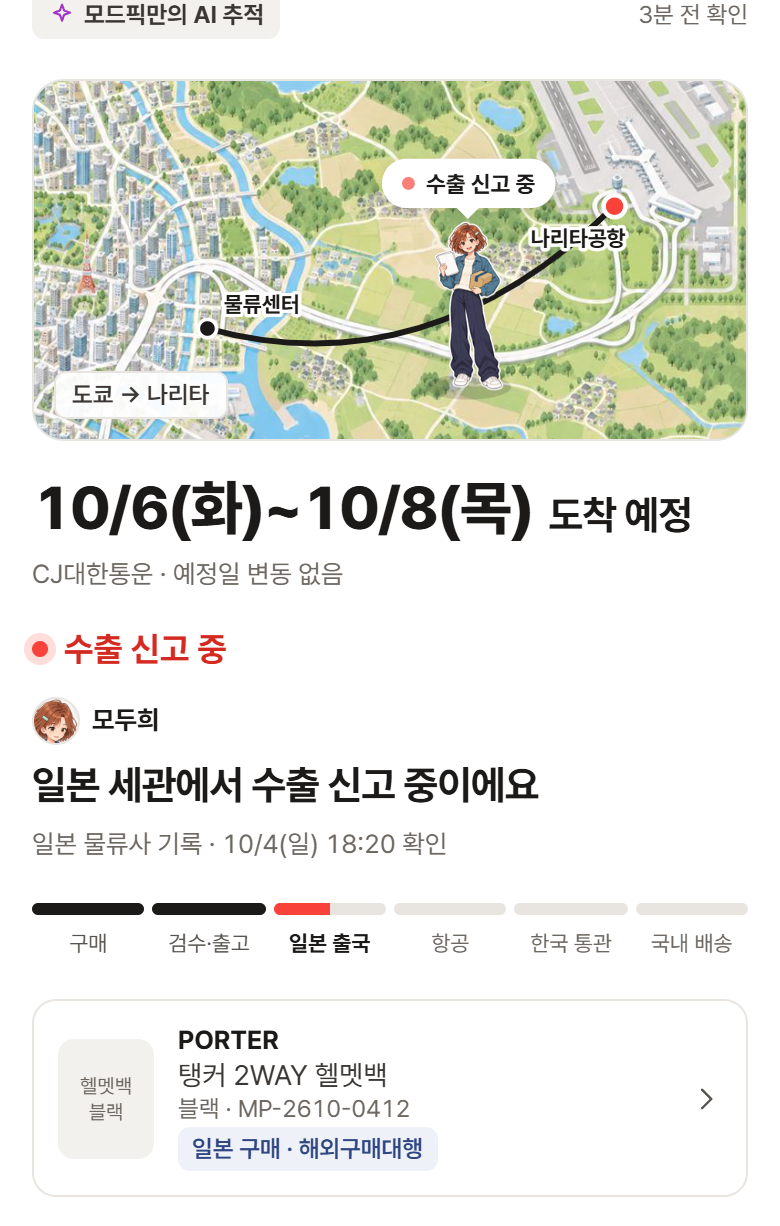 모드픽만의 AI 추적
3분 전 확인
수출 신고 중
나리타공항
물류센터
도쿄 → 나리타
10/6(화)~10/8(목) 도착 예정
CJ대한통운 · 예정일 변동 없음
수출 신고 중
모두희
일본 세관에서 수출 신고 중이에요
일본 물류사 기록 · 10/4(일) 18:20 확인
구매 검수·출고 일본 출국 항공 한국 통관 국내 배송
헬멧백
블랙
PORTER
탱커 2WAY 헬멧백
블랙 · MP-2610-0412
일본 구매 · 해외구매대행